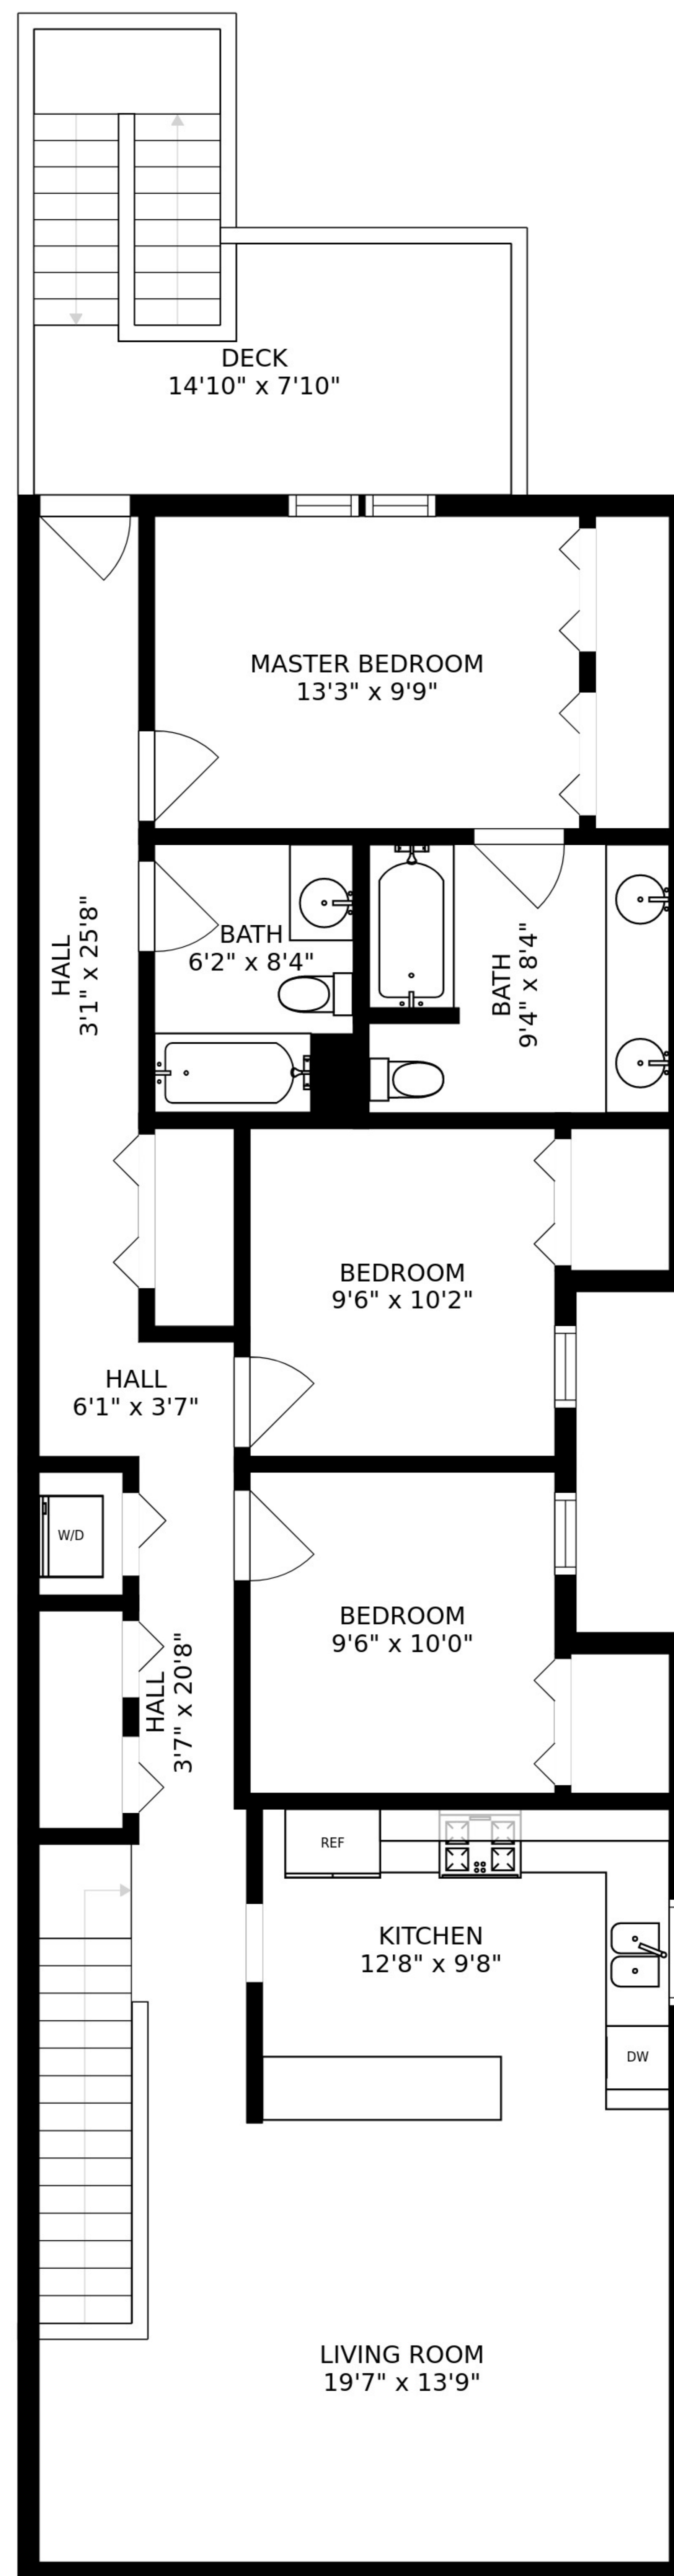 DECK
14'10" x 7'10"
MASTER BEDROOM
13'3" x 9'9"
HALL
3'1" x 25'8"
BATH
6'2" x 8'4"
BATH
9'4" x 8'4"
BEDROOM
9'6" x 10'2"
HALL
6'1" x 3'7"
W/D
BEDROOM
9'6" x 10'0"
HALL
3'7" x 20'8"
REF
KITCHEN
12'8" x 9'8"
DW
LIVING ROOM
19'7" x 13'9"